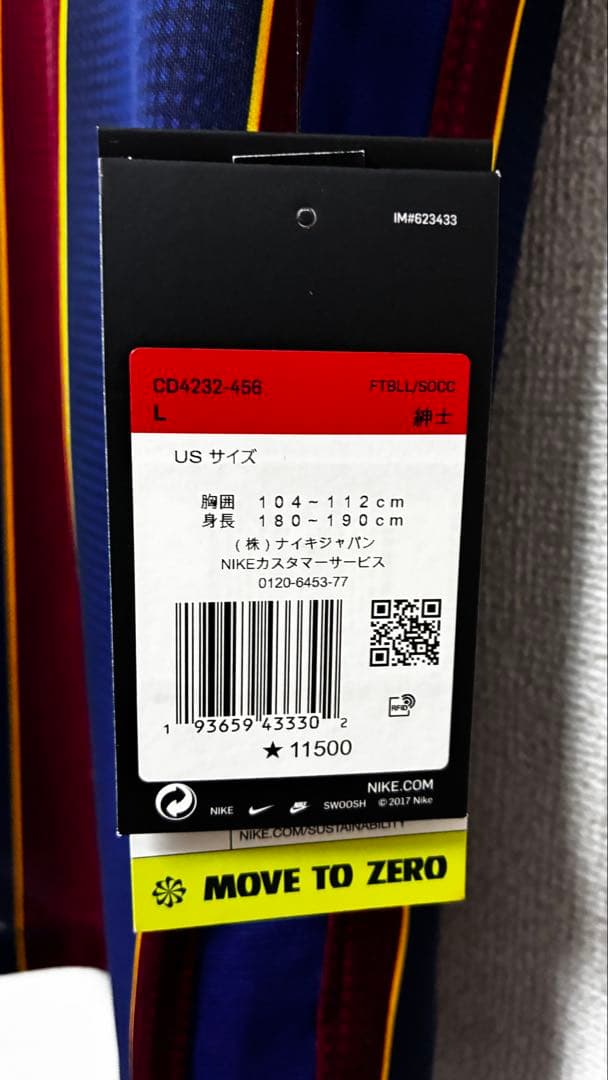 IM#623433
CD4232-456 FTBLL/SOCC
L 紳士
US サイズ
胸囲 104~112cm
身長 180~190cm
(株)ナイキジャパン
NIKEカスタマーサービス
0120-6453-77
RFID
1 93659 43330 2
★11500
NIKE.COM
NIKE SWOOSH © 2017 Nike
NIKE.COM/SUSTAINABILITY
MOVE TO ZERO